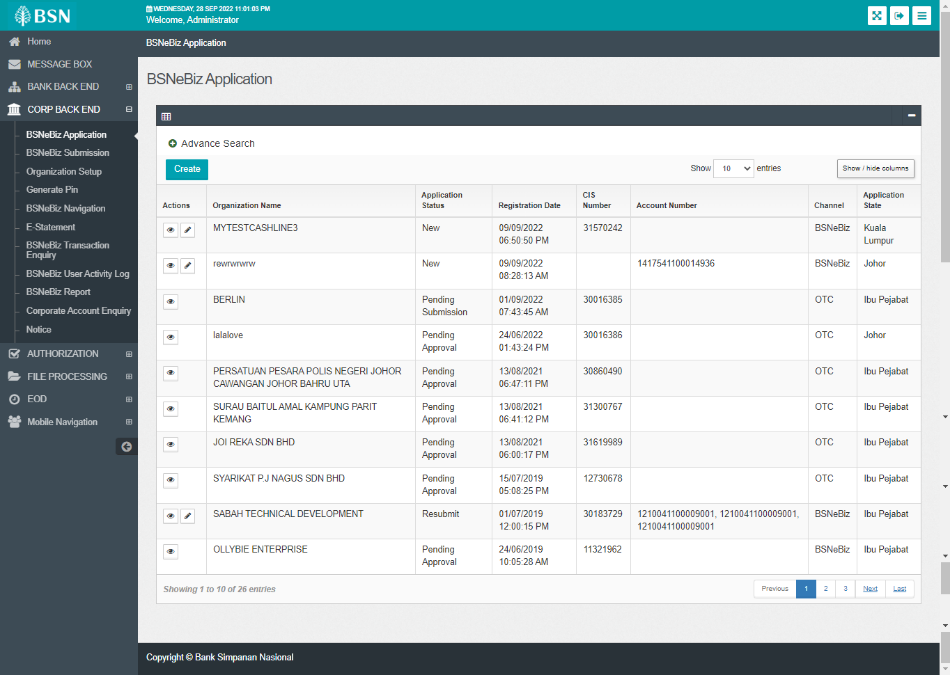 BSN
WEDNESDAY, 28 SEP 2022 11:01:03 PM
Welcome, Administrator
Home
MESSAGE BOX
BANK BACK END
CORP BACK END
BSNeBiz Application
BSNeBiz Submission
Organization Setup
Generate Pin
BSNeBiz Navigation
E-Statement
BSNeBiz Transaction
Enquiry
BSNeBiz User Activity Log
BSNeBiz Report
Corporate Account Enquiry
Notice
AUTHORIZATION
FILE PROCESSING
EOD
Mobile Navigation
BSNeBiz Application
BSNeBiz Application
Advance Search
Create
Show 10 entries
Show / hide columns
Actions Organization Name Application Status Registration Date CIS Number Account Number Channel Application State
MYTESTCASHLINE3 New 09/09/2022 31570242 BSNeBiz Kuala
06:50:50 PM Lumpur
rewrwrwrw New 09/09/2022 1417541100014936 BSNeBiz Johor
08:28:13 AM
BERLIN Pending 01/09/2022 30016385 OTC Ibu Pejabat
Submission 07:43:45 AM
lalalove Pending 24/06/2022 30016386 OTC Johor
Approval 01:43:24 PM
PERSATUAN PESARA POLIS NEGERI JOHOR Pending 13/08/2021 30860490 OTC Ibu Pejabat
CAWANGAN JOHOR BAHRU UTA Approval 06:47:11 PM
SURAU BAITUL AMAL KAMPUNG PARIT Pending 13/08/2021 31300767 OTC Ibu Pejabat
KEMANG Approval 06:41:12 PM
JOI REKA SDN BHD Pending 13/08/2021 31619989 OTC Ibu Pejabat
Approval 06:00:17 PM
SYARIKAT P.J NAGUS SDN BHD Pending 15/07/2019 12730678 OTC Ibu Pejabat
Approval 05:08:25 PM
SABAH TECHNICAL DEVELOPMENT Resubmit 01/07/2019 30183729 1210041100009001, 1210041100009001, BSNeBiz Ibu Pejabat
12:00:15 PM 1210041100009001
OLLYBIE ENTERPRISE Pending 24/06/2019 11321962 BSNeBiz Ibu Pejabat
Approval 10:05:28 AM
Showing 1 to 10 of 26 entries
Previous 1 2 3 Next Last
Copyright © Bank Simpanan Nasional